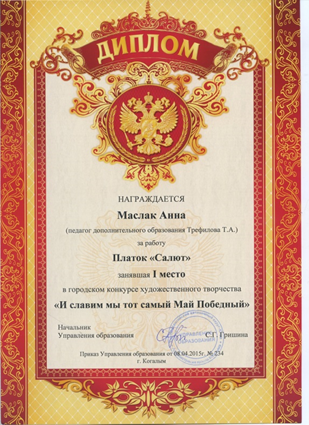 ДИПЛОМ
НАГРАЖДАЕТСЯ
Маслак Анна
(педагог дополнительного образования Трефилова Т.А.)
за работу
Платок «Салют»
занявшая I место
в городском конкурсе художественного творчества
«И славим мы тот самый Май Победный»
Начальник
Управления образования С.Г. Гришина
Приказ Управления образования от 08.04.2015г. № 234
г. Когалым